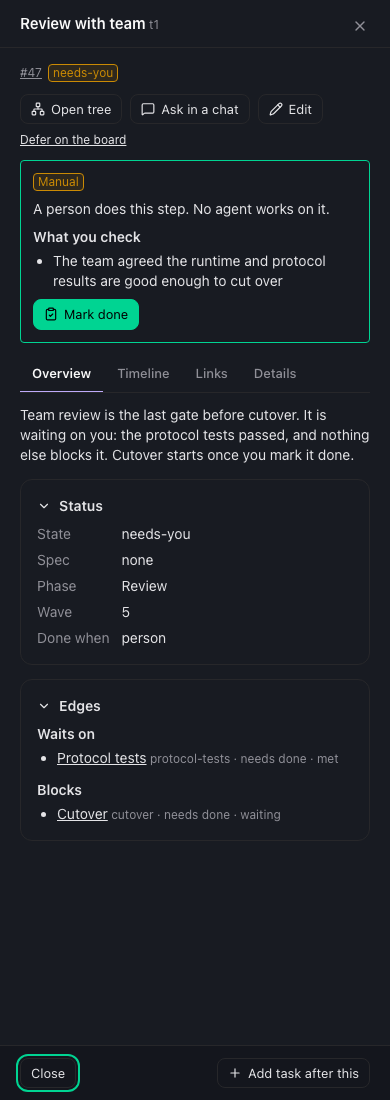 Review with team t1
#47 needs-you
Open tree Ask in a chat Edit
Defer on the board
Manual
A person does this step. No agent works on it.
What you check
• The team agreed the runtime and protocol
results are good enough to cut over
Mark done
Overview Timeline Links Details
Team review is the last gate before cutover. It is
waiting on you: the protocol tests passed, and nothing
else blocks it. Cutover starts once you mark it done.
Status
State needs-you
Spec none
Phase Review
Wave 5
Done when person
Edges
Waits on
• Protocol tests protocol-tests · needs done · met
Blocks
• Cutover cutover · needs done · waiting
Close + Add task after this